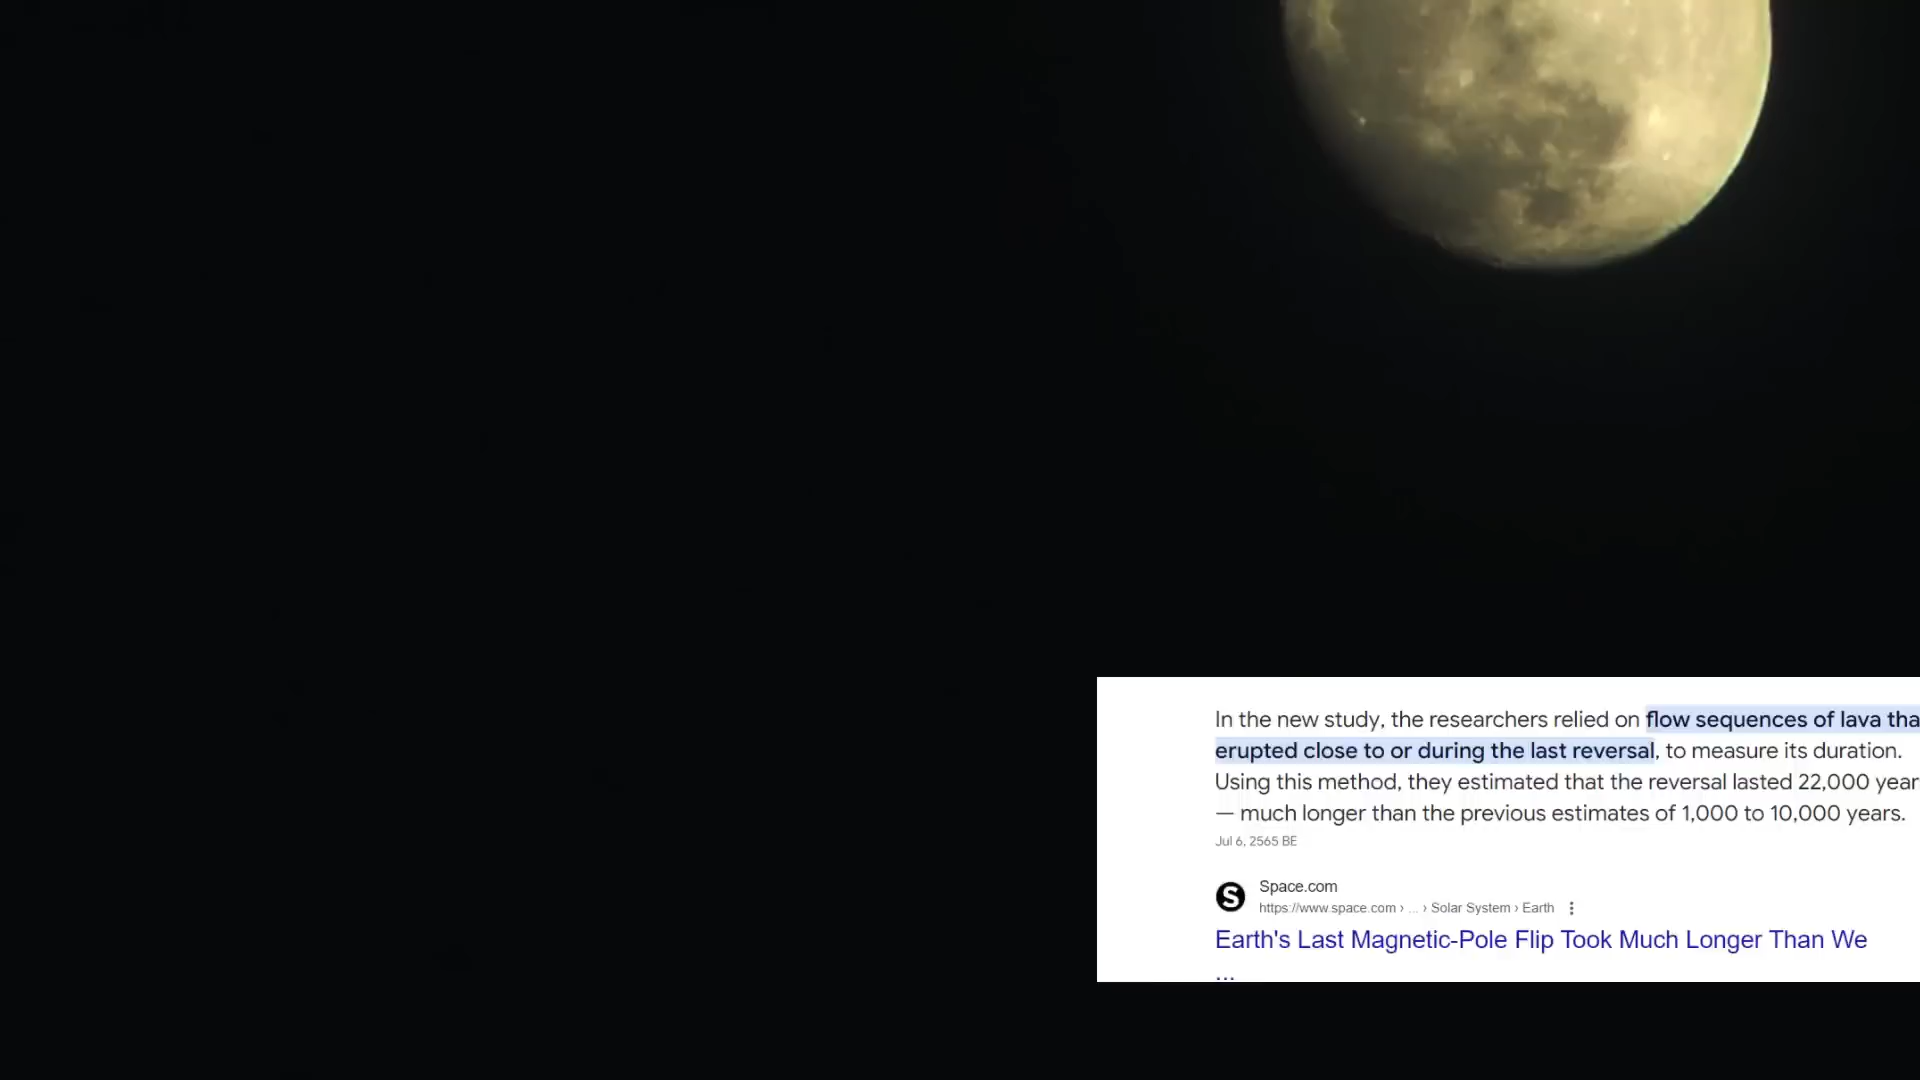 In the new study, the researchers relied on flow sequences of lava tha
erupted close to or during the last reversal, to measure its duration.
Using this method, they estimated that the reversal lasted 22,000 year
— much longer than the previous estimates of 1,000 to 10,000 years.
Jul 6, 2565 BE
S
Space.com
https://www.space.com › ... › Solar System › Earth
Earth's Last Magnetic-Pole Flip Took Much Longer Than We
...